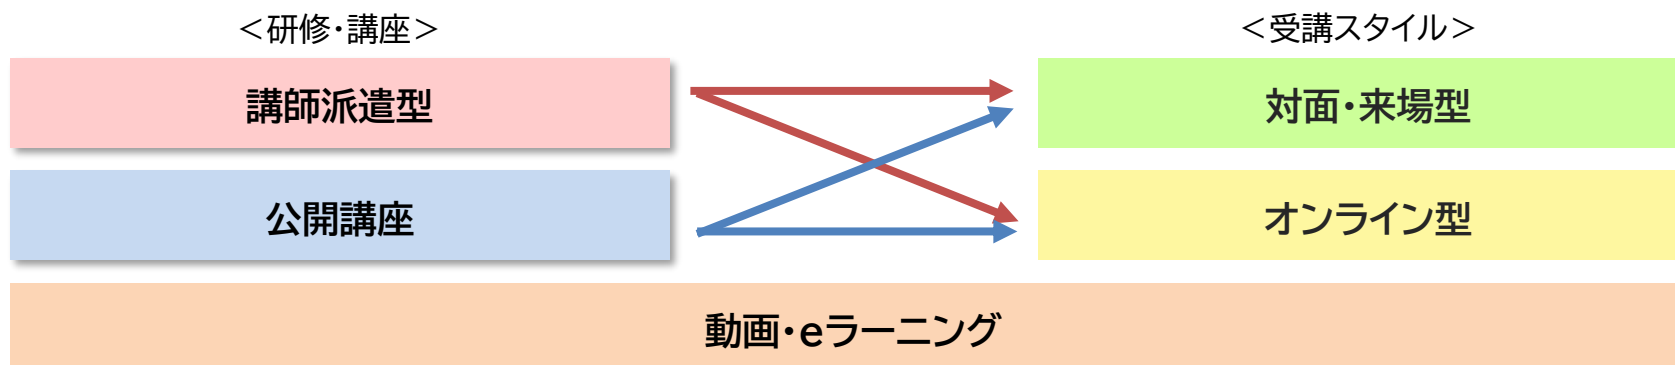 ＜研修・講座＞
＜受講スタイル＞
講師派遣型
対面・来場型
公開講座
オンライン型
動画・eラーニング